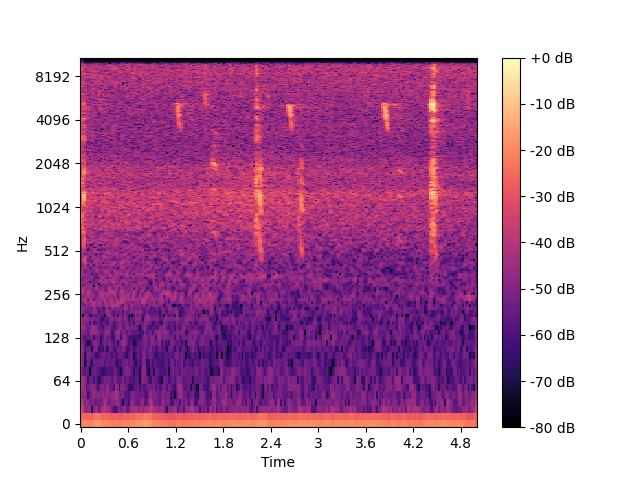 8192
4096
2048
1024
512
256
128
64
0
Hz
0 0.6 1.2 1.8 2.4 3 3.6 4.2 4.8
Time
+0 dB
-10 dB
-20 dB
-30 dB
-40 dB
-50 dB
-60 dB
-70 dB
-80 dB